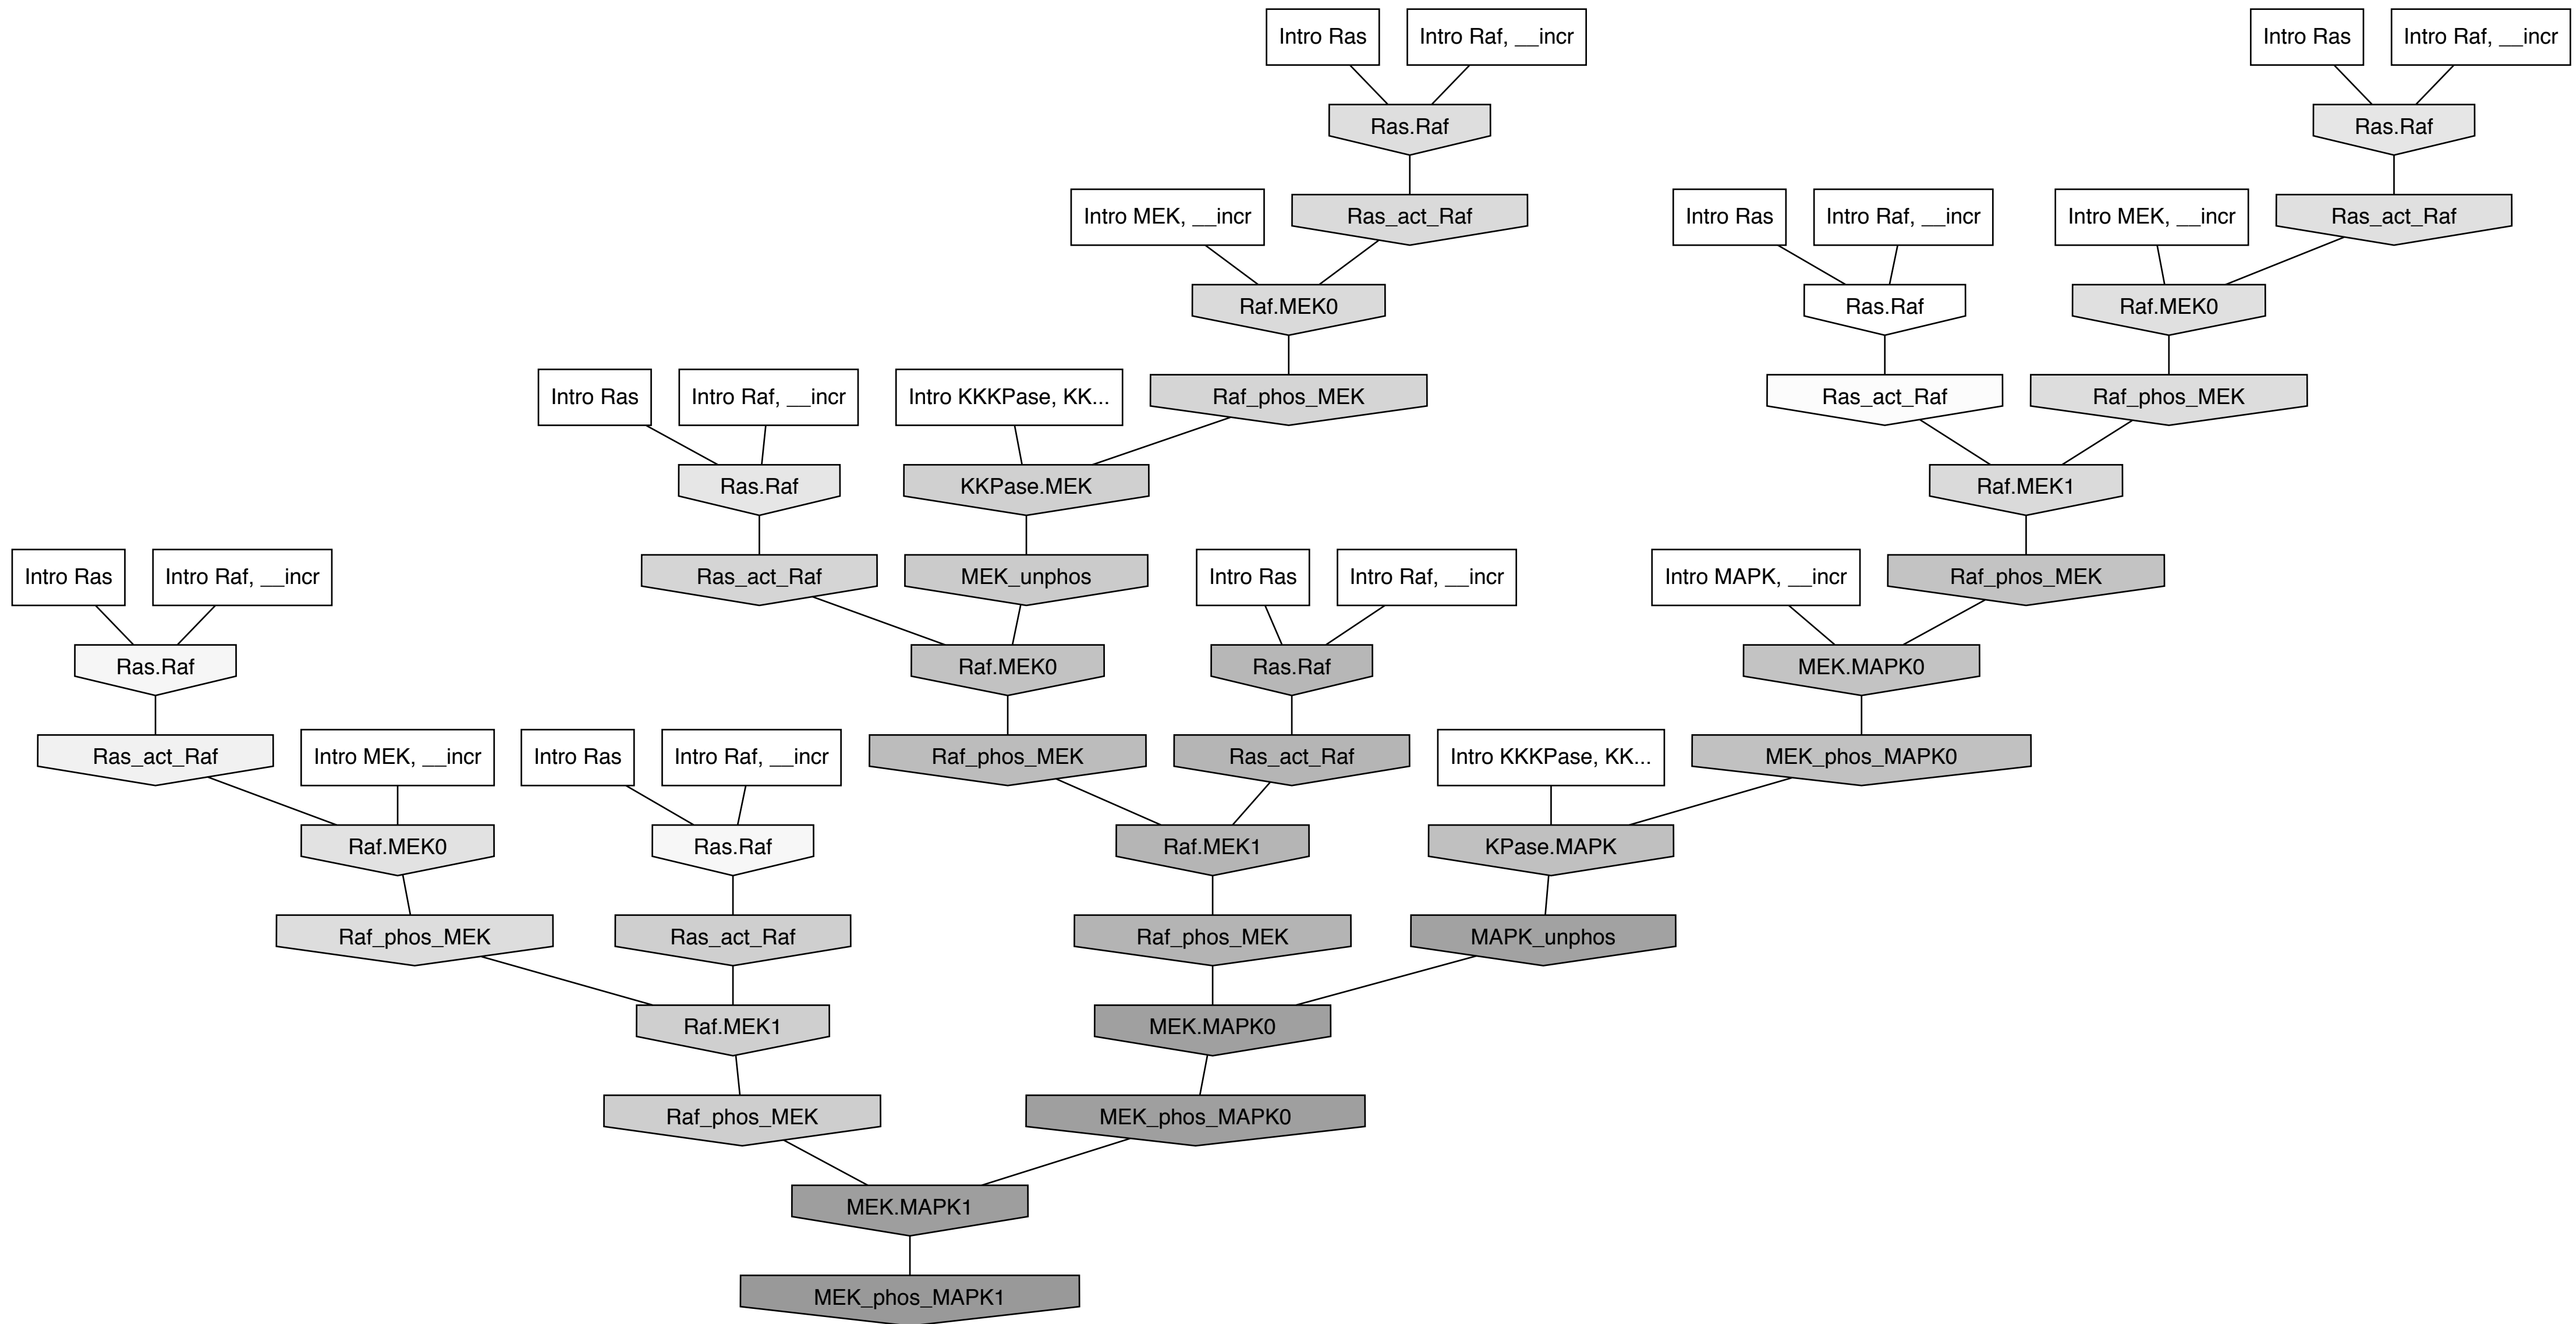 Intro Ras
Intro Raf, __incr
Intro Ras
Intro Raf, __incr
Ras.Raf
Ras.Raf
Intro MEK, __incr
Ras_act_Raf
Intro Ras
Intro Raf, __incr
Intro MEK, __incr
Ras_act_Raf
Raf.MEK0
Ras.Raf
Raf.MEK0
Intro Ras
Intro Raf, __incr
Intro KKKPase, KK...
Raf_phos_MEK
Ras_act_Raf
Raf_phos_MEK
Ras.Raf
KKPase.MEK
Raf.MEK1
Intro Ras
Intro Raf, __incr
Ras_act_Raf
MEK_unphos
Intro Ras
Intro Raf, __incr
Intro MAPK, __incr
Raf_phos_MEK
Ras.Raf
Raf.MEK0
Ras.Raf
MEK.MAPK0
Ras_act_Raf
Intro MEK, __incr
Intro Ras
Intro Raf, __incr
Raf_phos_MEK
Ras_act_Raf
Intro KKKPase, KK...
MEK_phos_MAPK0
Raf.MEK0
Ras.Raf
Raf.MEK1
KPase.MAPK
Raf_phos_MEK
Ras_act_Raf
Raf_phos_MEK
MAPK_unphos
Raf.MEK1
MEK.MAPK0
Raf_phos_MEK
MEK_phos_MAPK0
MEK.MAPK1
MEK_phos_MAPK1